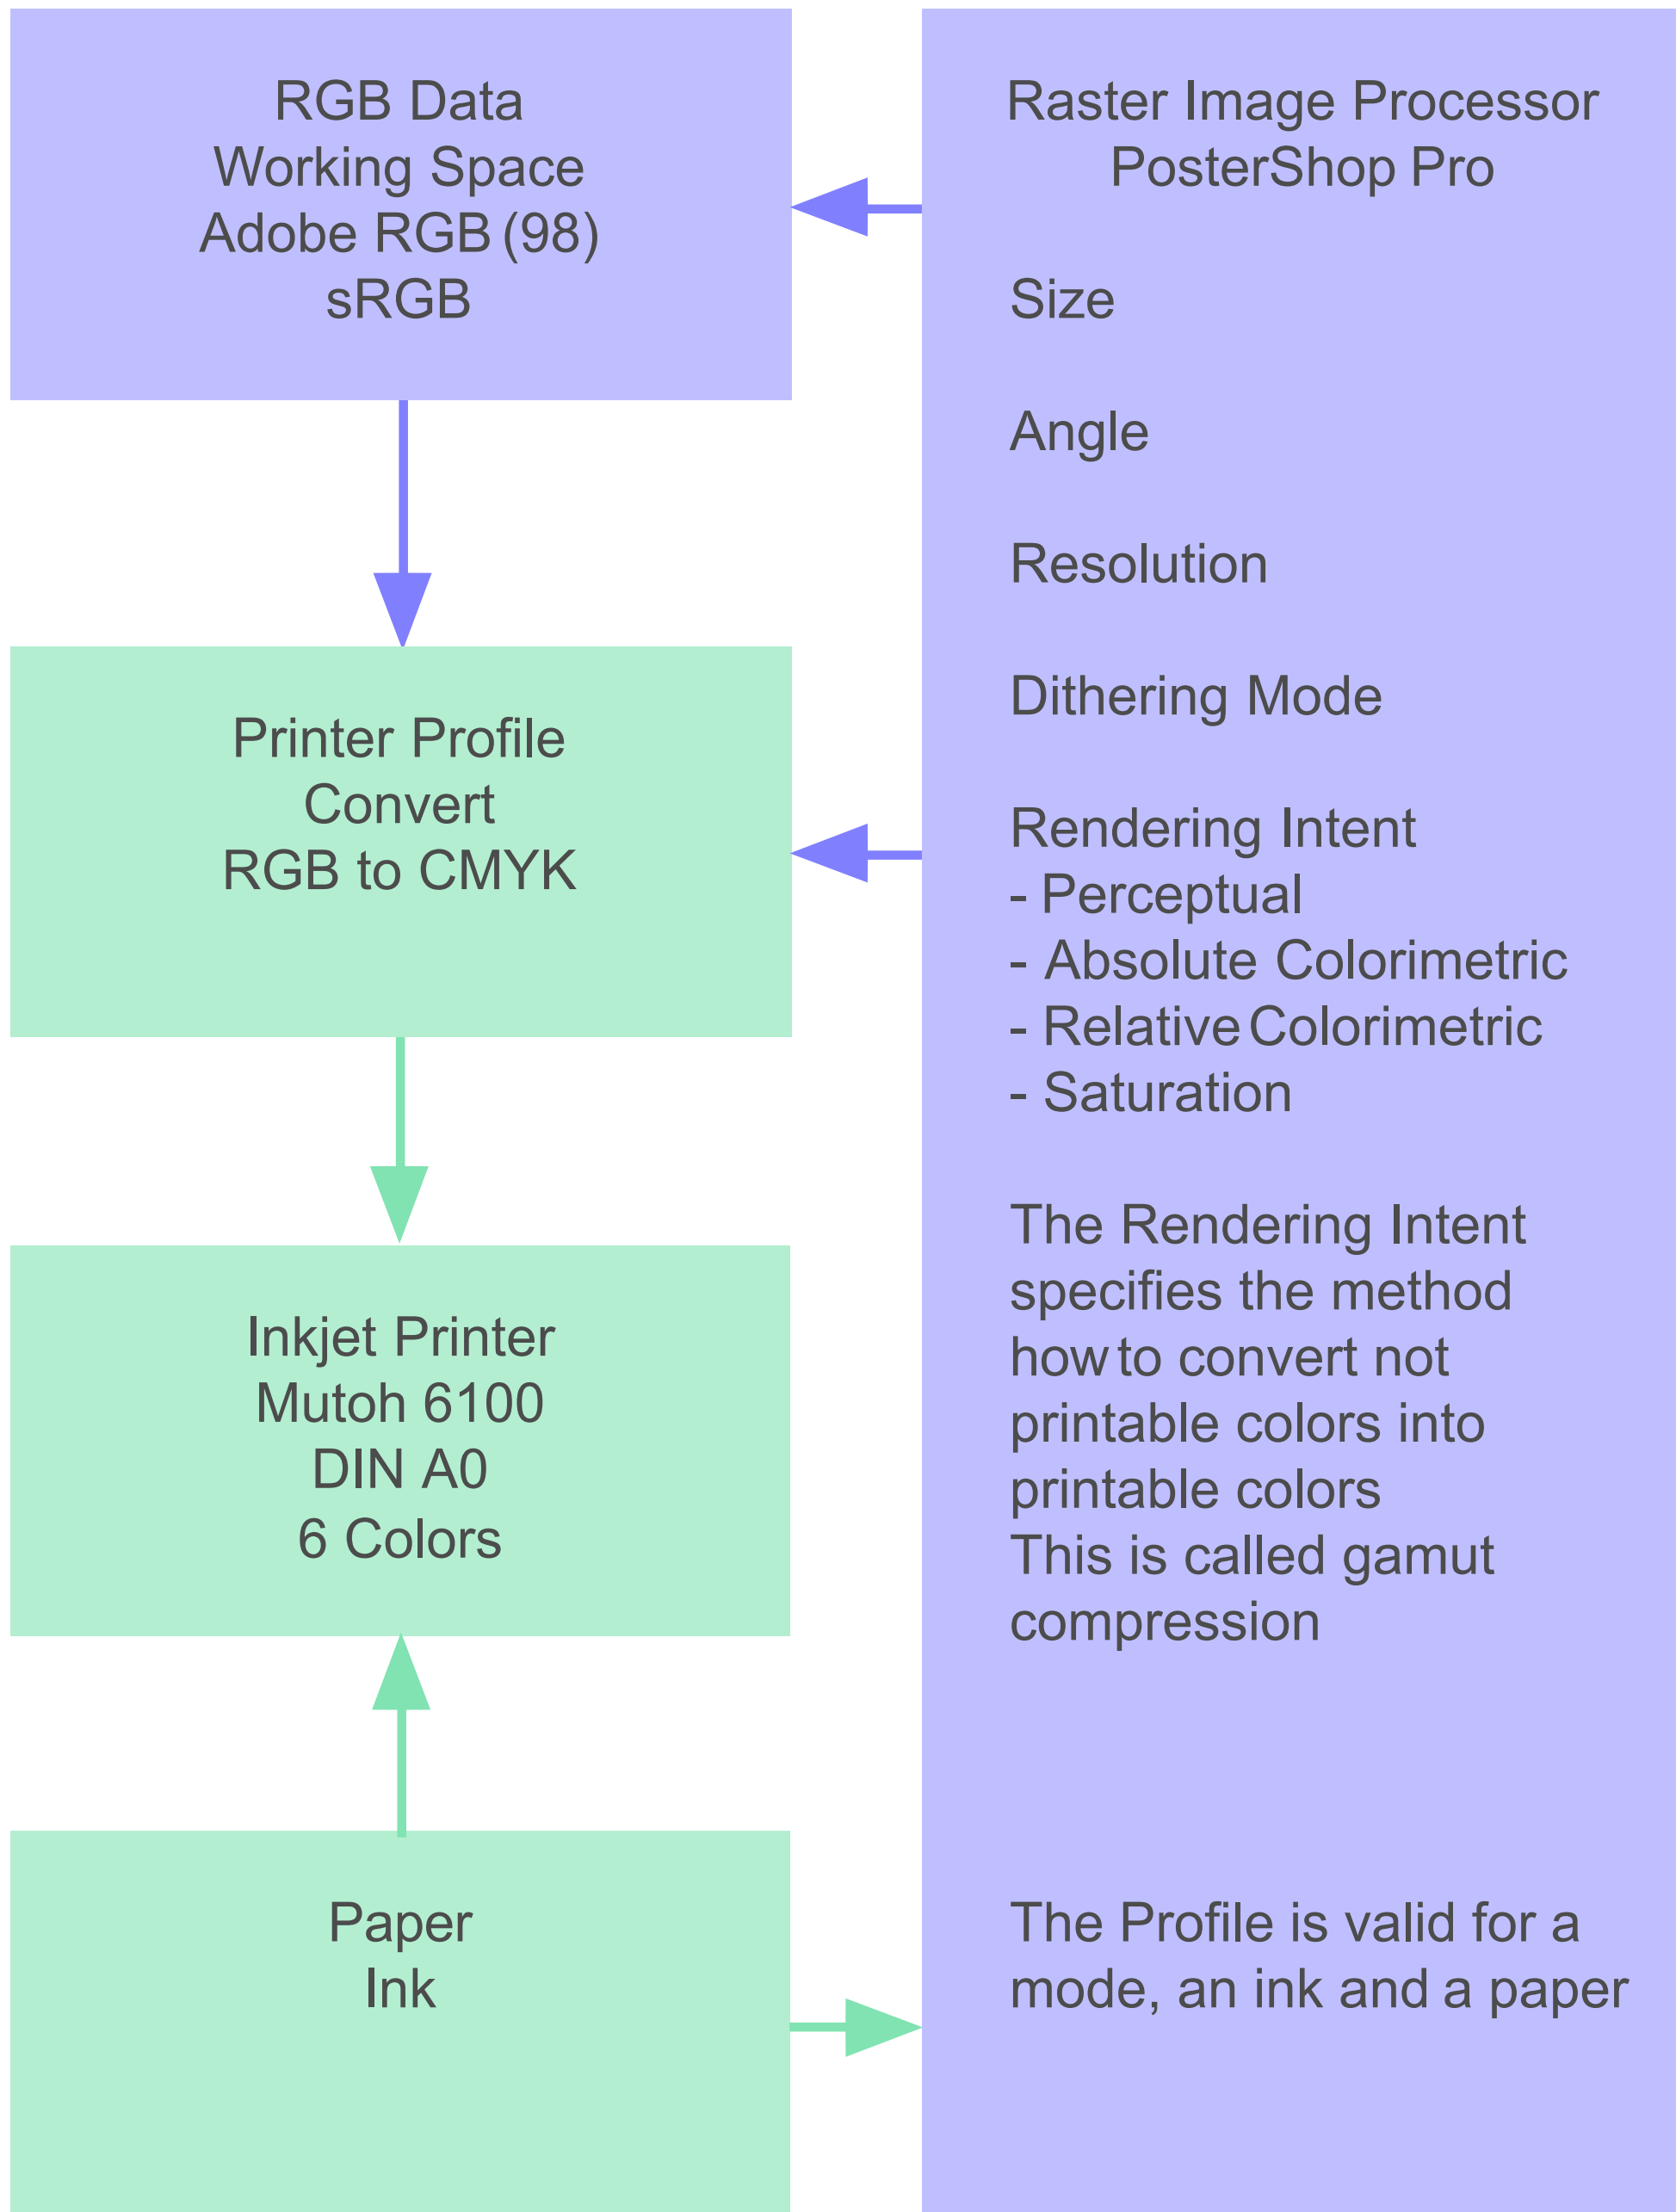 RGB Data
Working Space
Adobe RGB (98)
sRGB
Printer Profile
Convert
RGB to CMYK
Inkjet Printer
Mutoh 6100
DIN A0
6 Colors
Paper
Ink
Raster Image Processor
PosterShop Pro
Size
Angle
Resolution
Dithering Mode
Rendering Intent
- Perceptual
- Absolute Colorimetric
- Relative Colorimetric
- Saturation
The Rendering Intent
specifies the method
how to convert not
printable colors into
printable colors
This is called gamut
compression
The Profile is valid for a
mode, an ink and a paper